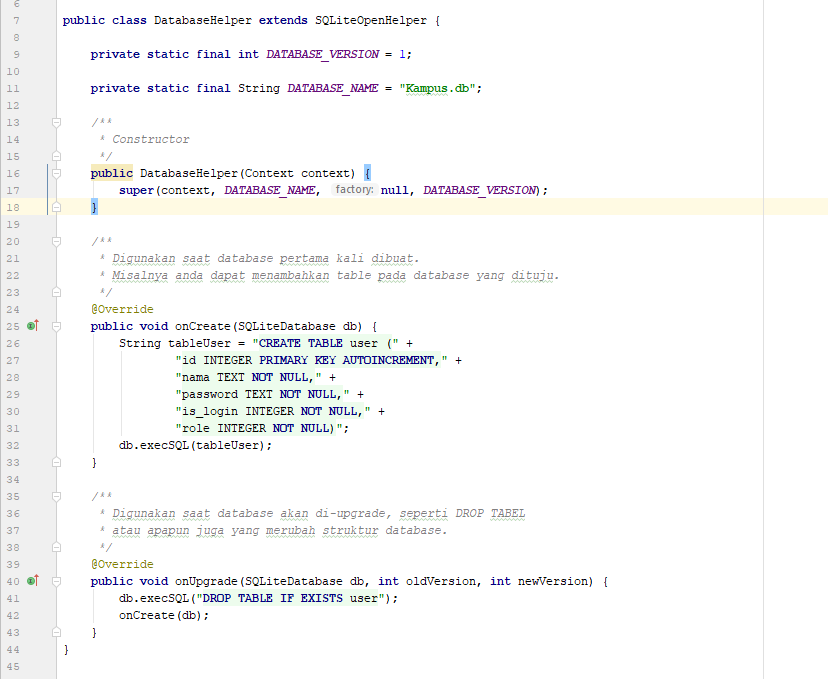 6
7 public class DatabaseHelper extends SQLiteOpenHelper {
8
9 private static final int DATABASE_VERSION = 1;
10
11 private static final String DATABASE_NAME = "Kampus.db";
12
13 /**
14 * Constructor
15 */
16 public DatabaseHelper(Context context) {
17 super(context, DATABASE_NAME, factory: null, DATABASE_VERSION);
18 }
19
20 /**
21 * Digunakan saat database pertama kali dibuat.
22 * Misalnya anda dapat menambahkan table pada database yang dituju.
23 */
24 @Override
25 public void onCreate(SQLiteDatabase db) {
26 String tableUser = "CREATE TABLE user (" +
27 "id INTEGER PRIMARY KEY AUTOINCREMENT," +
28 "nama TEXT NOT NULL," +
29 "password TEXT NOT NULL," +
30 "is_login INTEGER NOT NULL," +
31 "role INTEGER NOT NULL)";
32 db.execSQL(tableUser);
33 }
34
35 /**
36 * Digunakan saat database akan di-upgrade, seperti DROP TABEL
37 * atau apapun juga yang merubah struktur database.
38 */
39 @Override
40 public void onUpgrade(SQLiteDatabase db, int oldVersion, int newVersion) {
41 db.execSQL("DROP TABLE IF EXISTS user");
42 onCreate(db);
43 }
44 }
45